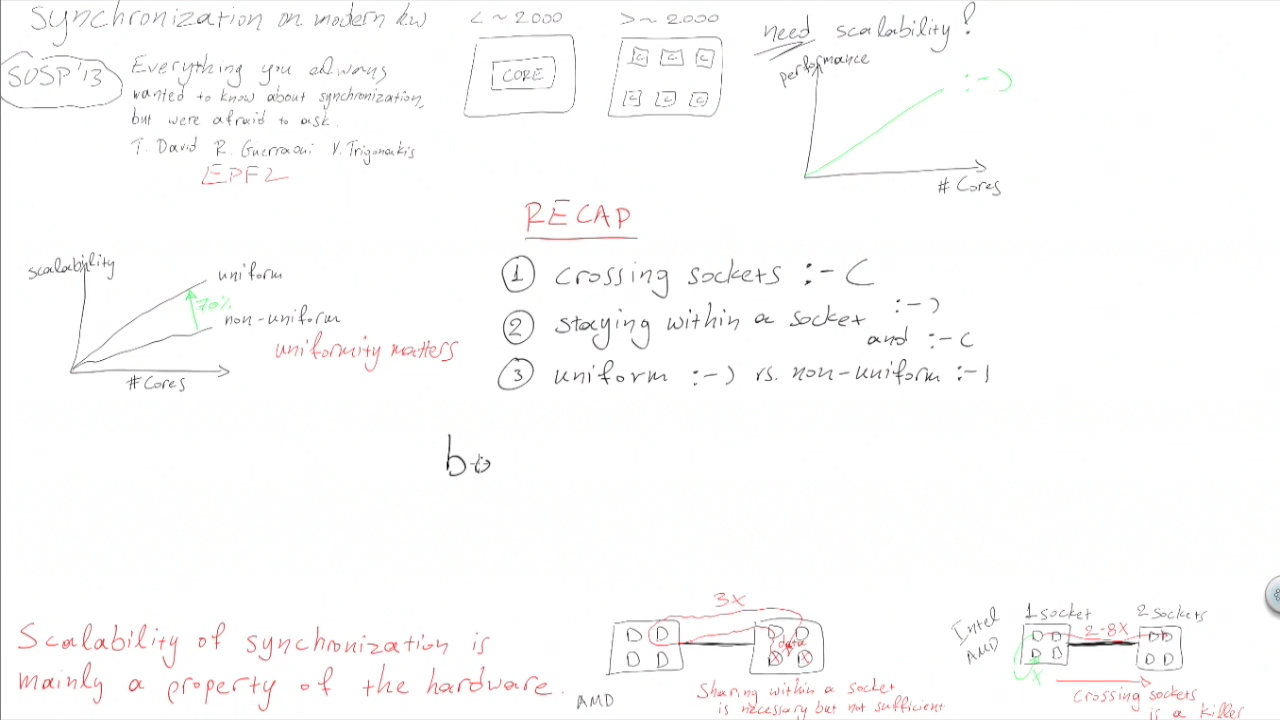 Synchronization on modern hw
SOSP'13
Everything you always
wanted to know about synchronization,
but were afraid to ask.
T. David R. Guerraoui V. Trigonakis
EPFL
< ~ 2000
CORE
> ~ 2000
C C C
C C C
need scalability?
performance
:-)
# Cores
RECAP
① crossing sockets :-(
② staying within a socket :-)
and :-(
③ uniform :-) vs. non-uniform :-|
scalability
uniform
70%
non-uniform
uniformity matters
# Cores
bo
Scalability of synchronization is
mainly a property of the hardware.
3X
D D
D D
data
X X
AMD
Sharing within a socket
is necessary but not sufficient
Intel
AMD
1 socket
2 sockets
2-8X
D D
D D
D D
D D
X
Crossing sockets
is a killer